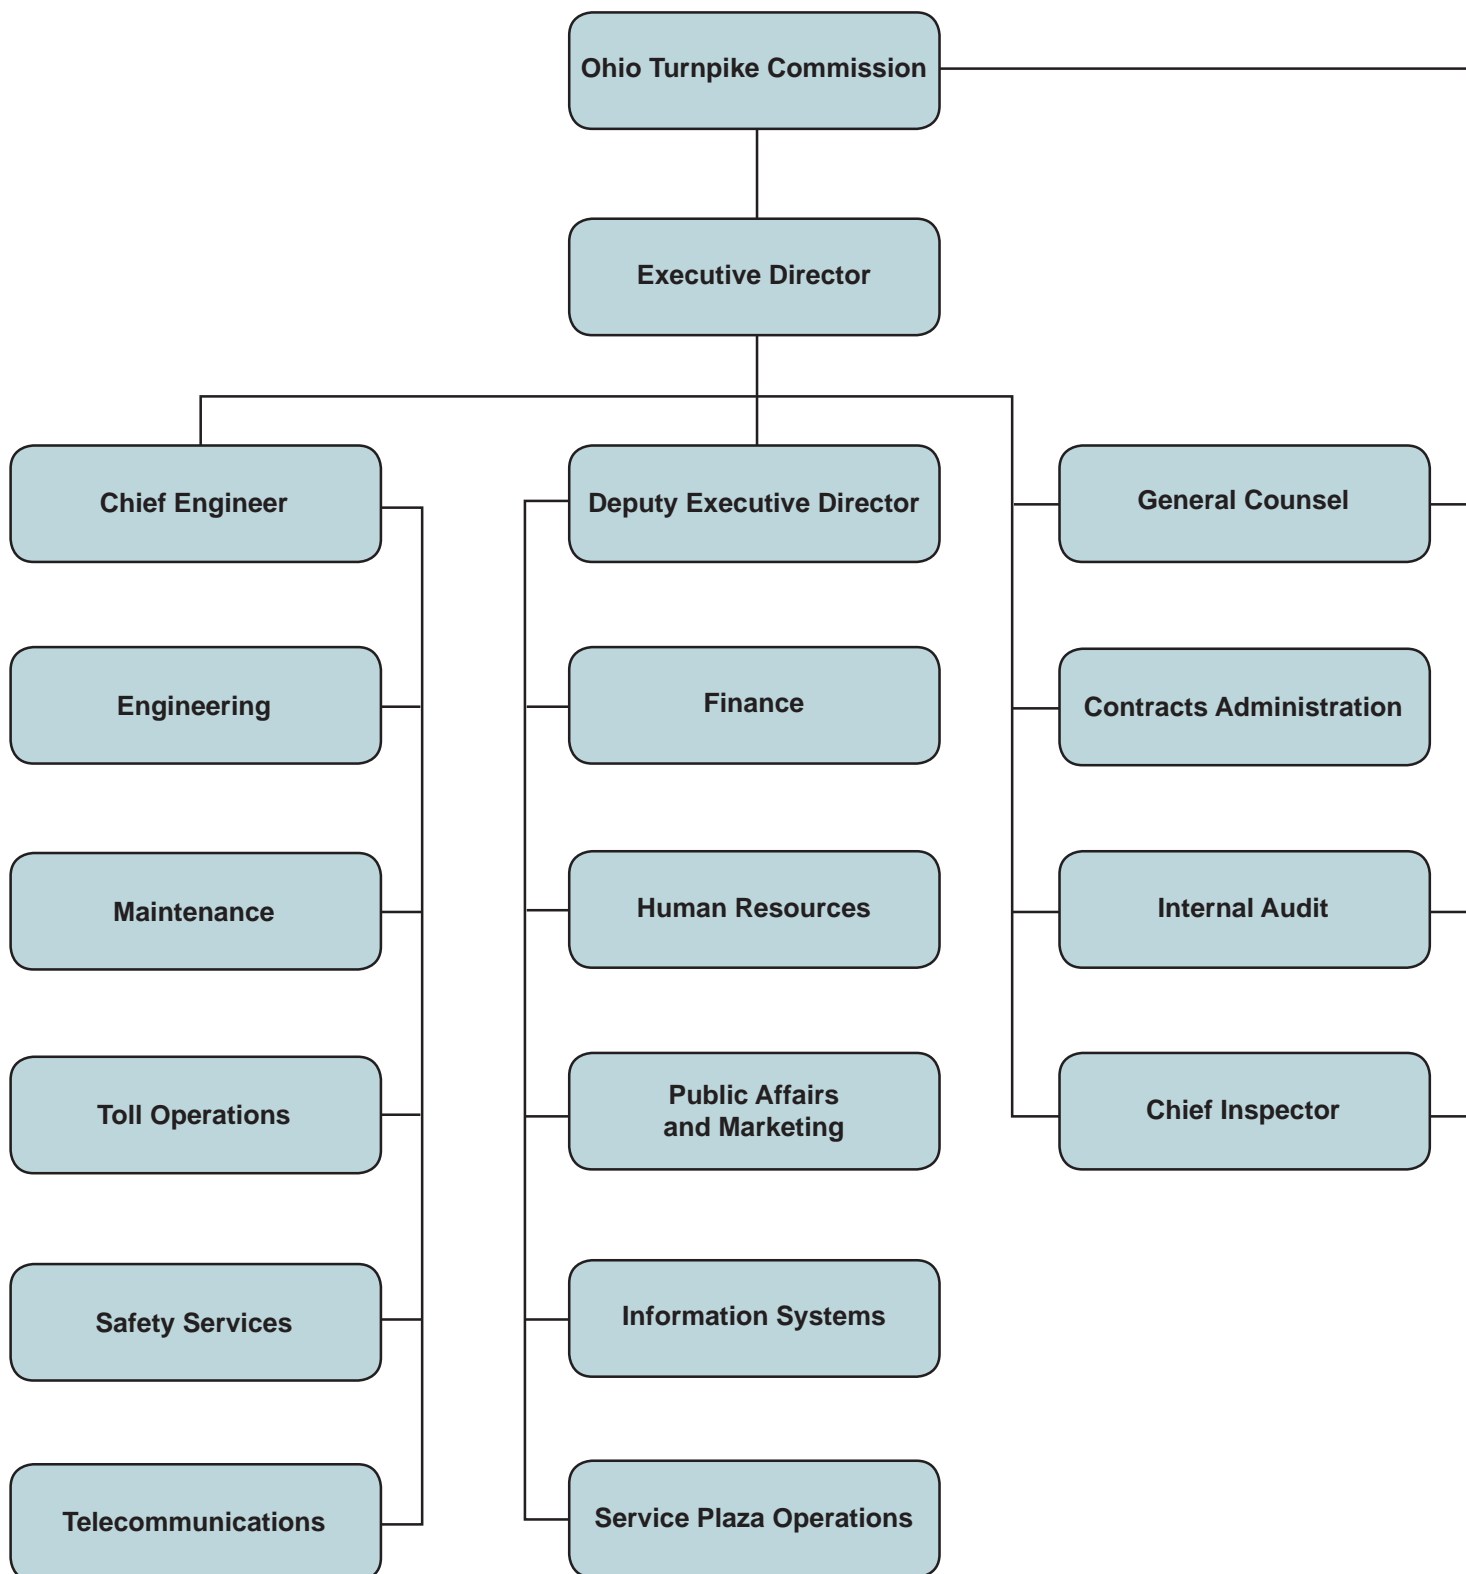 Ohio Turnpike Commission
Executive Director
Chief Engineer
Deputy Executive Director
General Counsel
Engineering
Finance
Contracts Administration
Maintenance
Human Resources
Internal Audit
Toll Operations
Public Affairs
and Marketing
Chief Inspector
Safety Services
Information Systems
Telecommunications
Service Plaza Operations